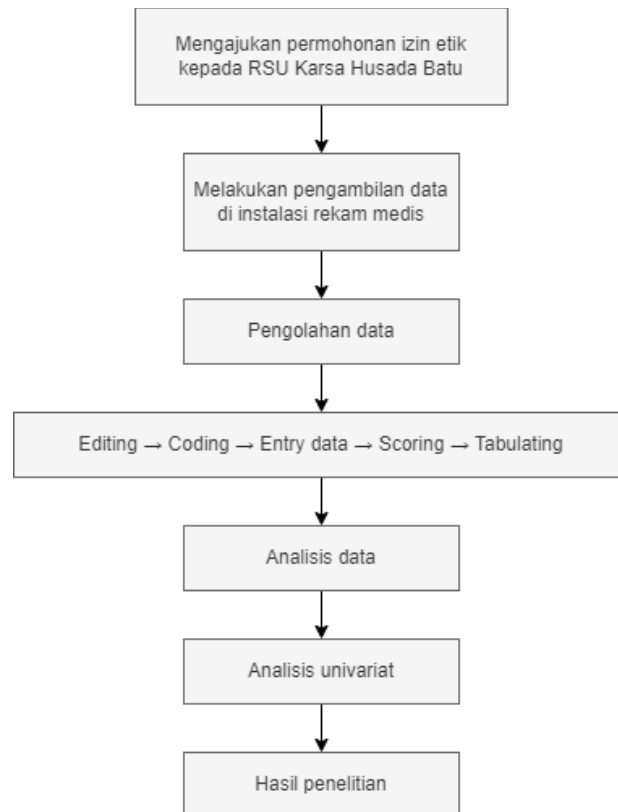 Mengajukan permohonan izin etik
kepada RSU Karsa Husada Batu
Melakukan pengambilan data
di instalasi rekam medis
Pengolahan data
Editing → Coding → Entry data → Scoring → Tabulating
Analisis data
Analisis univariat
Hasil penelitian